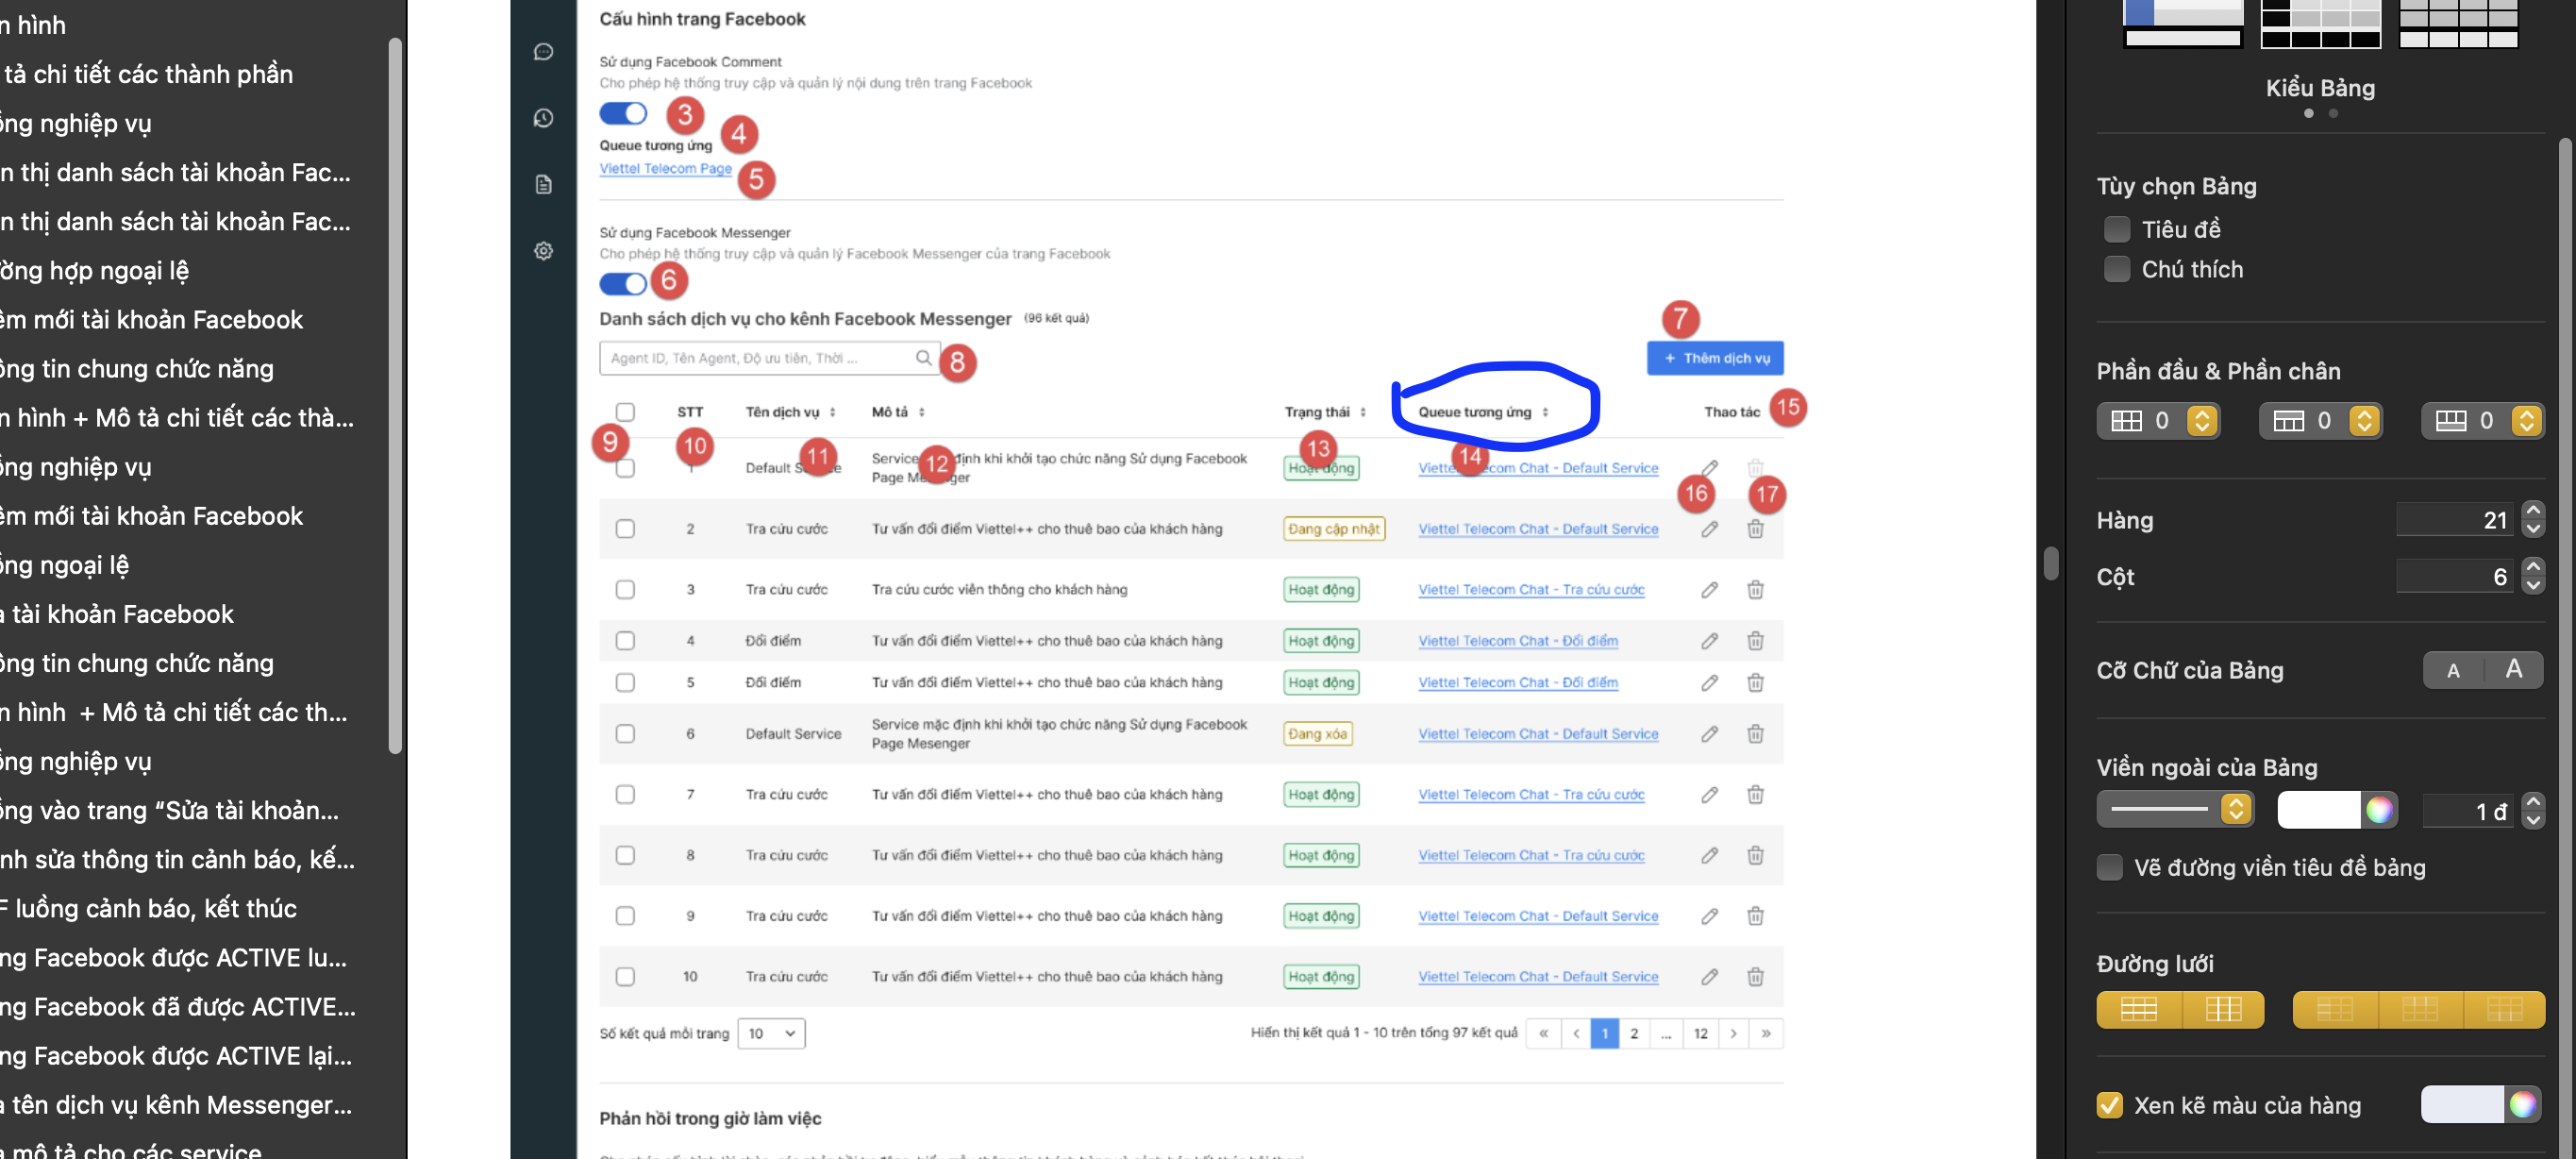 n hình
tả chi tiết các thành phần
ồng nghiệp vụ
n thị danh sách tài khoản Fac...
n thị danh sách tài khoản Fac...
ờng hợp ngoại lệ
êm mới tài khoản Facebook
ông tin chung chức năng
n hình + Mô tả chi tiết các thà...
ồng nghiệp vụ
êm mới tài khoản Facebook
ồng ngoại lệ
a tài khoản Facebook
ông tin chung chức năng
n hình + Mô tả chi tiết các th...
ồng nghiệp vụ
ồng vào trang “Sửa tài khoản...
ỉnh sửa thông tin cảnh báo, kế...
F luồng cảnh báo, kết thúc
ng Facebook được ACTIVE lu...
ng Facebook đã được ACTIVE...
ng Facebook được ACTIVE lại...
a tên dịch vụ kênh Messenger...
a mô tả cho các service
Cấu hình trang Facebook
Sử dụng Facebook Comment
Cho phép hệ thống truy cập và quản lý nội dung trên trang Facebook
3
Queue tương ứng 4
Viettel Telecom Page 5
Sử dụng Facebook Messenger
Cho phép hệ thống truy cập và quản lý Facebook Messenger của trang Facebook
6
Danh sách dịch vụ cho kênh Facebook Messenger (96 kết quả) 7
Agent ID, Tên Agent, Độ ưu tiên, Thời ... 8 + Thêm dịch vụ
STT Tên dịch vụ Mô tả Trạng thái Queue tương ứng Thao tác 15
9 10 11 12 13 14 16 17
1 Default Se e Service định khi khởi tạo chức năng Sử dụng Facebook Hoạt động Viettel Telecom Chat - Default Service
Page Me ger
2 Tra cứu cước Tư vấn đổi điểm Viettel++ cho thuê bao của khách hàng Đang cập nhật Viettel Telecom Chat - Default Service
3 Tra cứu cước Tra cứu cước viễn thông cho khách hàng Hoạt động Viettel Telecom Chat - Tra cứu cước
4 Đổi điểm Tư vấn đổi điểm Viettel++ cho thuê bao của khách hàng Hoạt động Viettel Telecom Chat - Đổi điểm
5 Đổi điểm Tư vấn đổi điểm Viettel++ cho thuê bao của khách hàng Hoạt động Viettel Telecom Chat - Đổi điểm
6 Default Service Service mặc định khi khởi tạo chức năng Sử dụng Facebook Đang xóa Viettel Telecom Chat - Default Service
Page Mesenger
7 Tra cứu cước Tư vấn đổi điểm Viettel++ cho thuê bao của khách hàng Hoạt động Viettel Telecom Chat - Tra cứu cước
8 Tra cứu cước Tư vấn đổi điểm Viettel++ cho thuê bao của khách hàng Hoạt động Viettel Telecom Chat - Tra cứu cước
9 Tra cứu cước Tư vấn đổi điểm Viettel++ cho thuê bao của khách hàng Hoạt động Viettel Telecom Chat - Default Service
10 Tra cứu cước Tư vấn đổi điểm Viettel++ cho thuê bao của khách hàng Hoạt động Viettel Telecom Chat - Default Service
Số kết quả mỗi trang 10 Hiển thị kết quả 1 - 10 trên tổng 97 kết quả « ‹ 1 2 ... 12 › »
Phản hồi trong giờ làm việc
Kiểu Bảng
Tùy chọn Bảng
Tiêu đề
Chú thích
Phần đầu & Phần chân
0 0 0
Hàng 21
Cột 6
Cỡ Chữ của Bảng A A
Viền ngoài của Bảng
1 đ
Vẽ đường viền tiêu đề bảng
Đường lưới
Xen kẽ màu của hàng